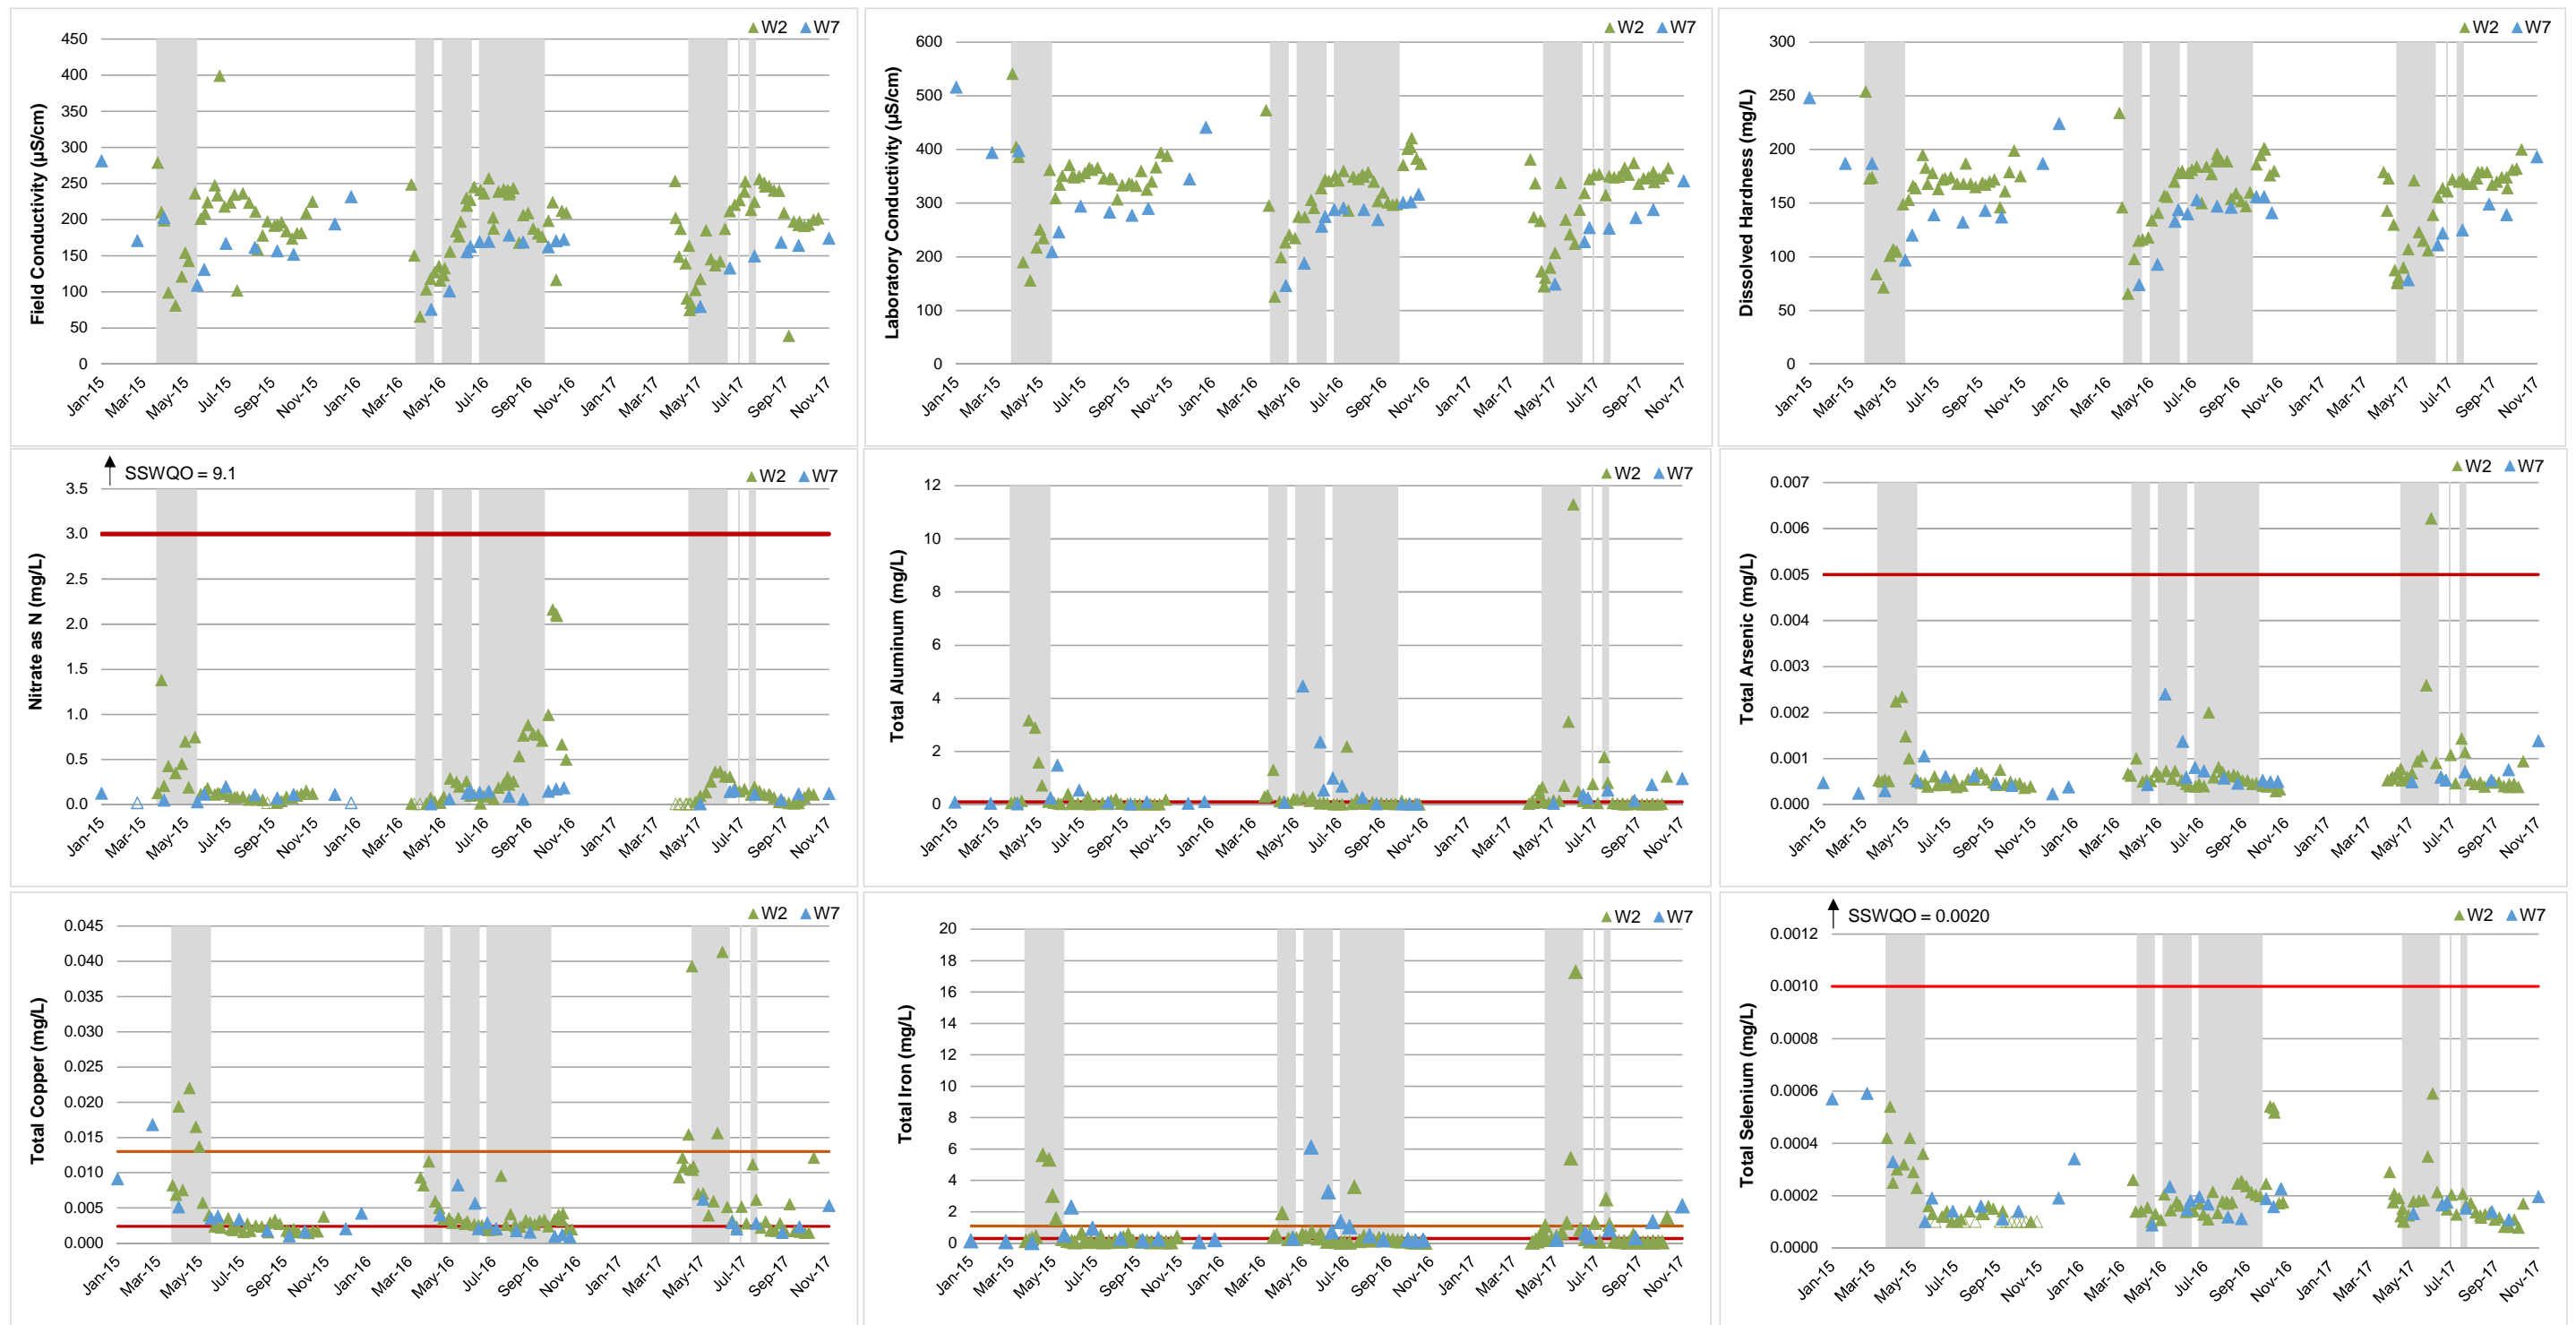 W2 W7
450
400
350
300
250
200
150
100
50
0
Field Conductivity (µS/cm)
Jan-15 Mar-15 May-15 Jul-15 Sep-15 Nov-15 Jan-16 Mar-16 May-16 Jul-16 Sep-16 Nov-16 Jan-17 Mar-17 May-17 Jul-17 Sep-17 Nov-17
W2 W7
600
500
400
300
200
100
0
Laboratory Conductivity (µS/cm)
Jan-15 Mar-15 May-15 Jul-15 Sep-15 Nov-15 Jan-16 Mar-16 May-16 Jul-16 Sep-16 Nov-16 Jan-17 Mar-17 May-17 Jul-17 Sep-17 Nov-17
W2 W7
300
250
200
150
100
50
0
Dissolved Hardness (mg/L)
Jan-15 Mar-15 May-15 Jul-15 Sep-15 Nov-15 Jan-16 Mar-16 May-16 Jul-16 Sep-16 Nov-16 Jan-17 Mar-17 May-17 Jul-17 Sep-17 Nov-17
SSWQO = 9.1
W2 W7
3.5
3.0
2.5
2.0
1.5
1.0
0.5
0.0
Nitrate as N (mg/L)
Jan-15 Mar-15 May-15 Jul-15 Sep-15 Nov-15 Jan-16 Mar-16 May-16 Jul-16 Sep-16 Nov-16 Jan-17 Mar-17 May-17 Jul-17 Sep-17 Nov-17
W2 W7
12
10
8
6
4
2
0
Total Aluminum (mg/L)
Jan-15 Mar-15 May-15 Jul-15 Sep-15 Nov-15 Jan-16 Mar-16 May-16 Jul-16 Sep-16 Nov-16 Jan-17 Mar-17 May-17 Jul-17 Sep-17 Nov-17
W2 W7
0.007
0.006
0.005
0.004
0.003
0.002
0.001
0.000
Total Arsenic (mg/L)
Jan-15 Mar-15 May-15 Jul-15 Sep-15 Nov-15 Jan-16 Mar-16 May-16 Jul-16 Sep-16 Nov-16 Jan-17 Mar-17 May-17 Jul-17 Sep-17 Nov-17
W2 W7
0.045
0.040
0.035
0.030
0.025
0.020
0.015
0.010
0.005
0.000
Total Copper (mg/L)
Jan-15 Mar-15 May-15 Jul-15 Sep-15 Nov-15 Jan-16 Mar-16 May-16 Jul-16 Sep-16 Nov-16 Jan-17 Mar-17 May-17 Jul-17 Sep-17 Nov-17
W2 W7
20
18
16
14
12
10
8
6
4
2
0
Total Iron (mg/L)
Jan-15 Mar-15 May-15 Jul-15 Sep-15 Nov-15 Jan-16 Mar-16 May-16 Jul-16 Sep-16 Nov-16 Jan-17 Mar-17 May-17 Jul-17 Sep-17 Nov-17
SSWQO = 0.0020
W2 W7
0.0012
0.0010
0.0008
0.0006
0.0004
0.0002
0.0000
Total Selenium (mg/L)
Jan-15 Mar-15 May-15 Jul-15 Sep-15 Nov-15 Jan-16 Mar-16 May-16 Jul-16 Sep-16 Nov-16 Jan-17 Mar-17 May-17 Jul-17 Sep-17 Nov-17